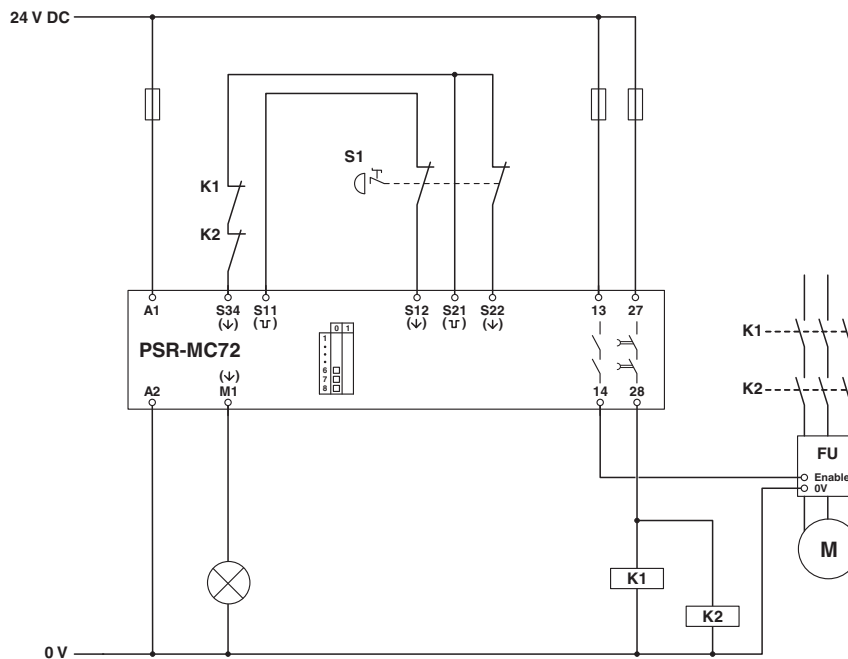 24 V DC
S1
K1
K2
A1 S34 S11 S12 S21 S22 13 27
0 1
1
6
7
8
PSR-MC72
A2 M1 14 28
K1
K2
FU
Enable
0V
M
K1
K2
0 V